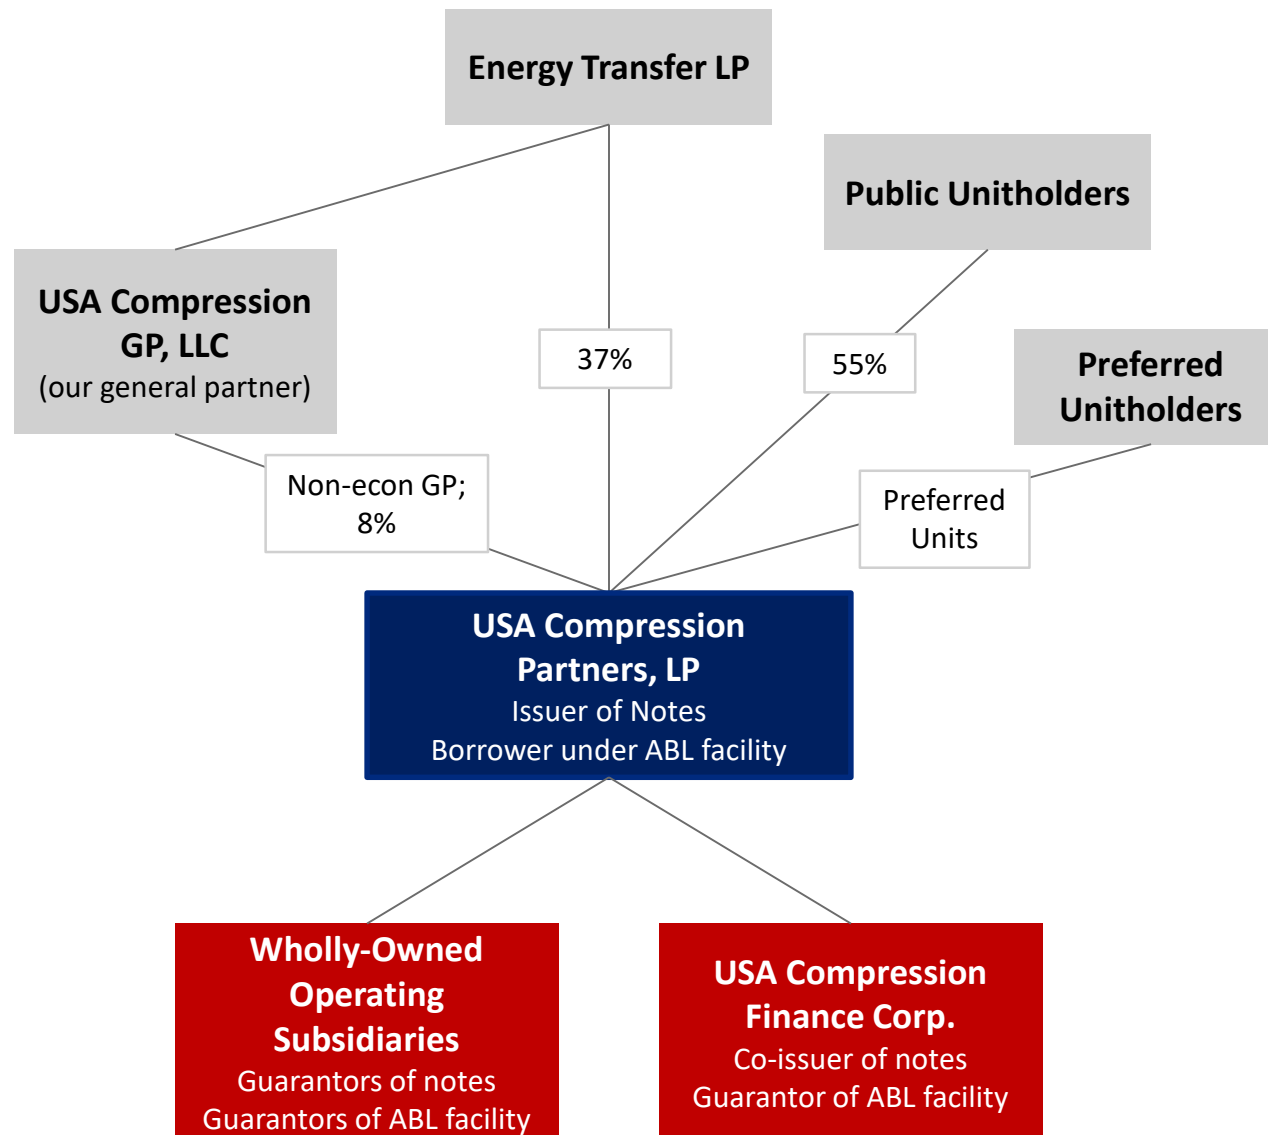 Energy Transfer LP
Public Unitholders
USA Compression
GP, LLC
(our general partner)
37%
55%
Preferred
Unitholders
Non-econ GP;
8%
Preferred
Units
USA Compression
Partners, LP
Issuer of Notes
Borrower under ABL facility
Wholly-Owned
Operating
Subsidiaries
Guarantors of notes
Guarantors of ABL facility
USA Compression
Finance Corp.
Co-issuer of notes
Guarantor of ABL facility